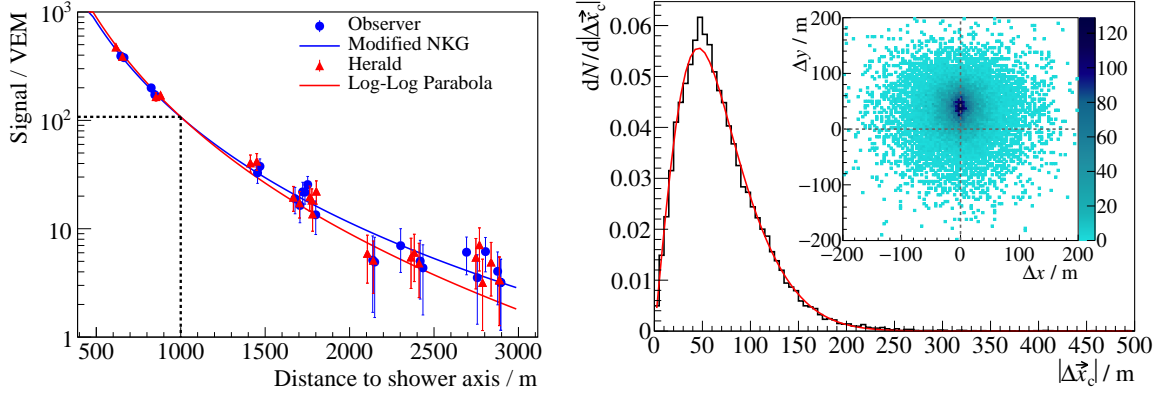 Signal / VEM
10³
10²
10
1
Observer
Modified NKG
Herald
Log-Log Parabola
500 1000 1500 2000 2500 3000
Distance to shower axis / m
dN/d|Δx⃗c|
0.06
0.05
0.04
0.03
0.02
0.01
0
0 50 100 150 200 250 300 350 400 450 500
|Δx⃗c| / m
Δy / m
200
100
0
−100
−200
−200 −100 0 100 200
Δx / m
120
100
80
60
40
20
0